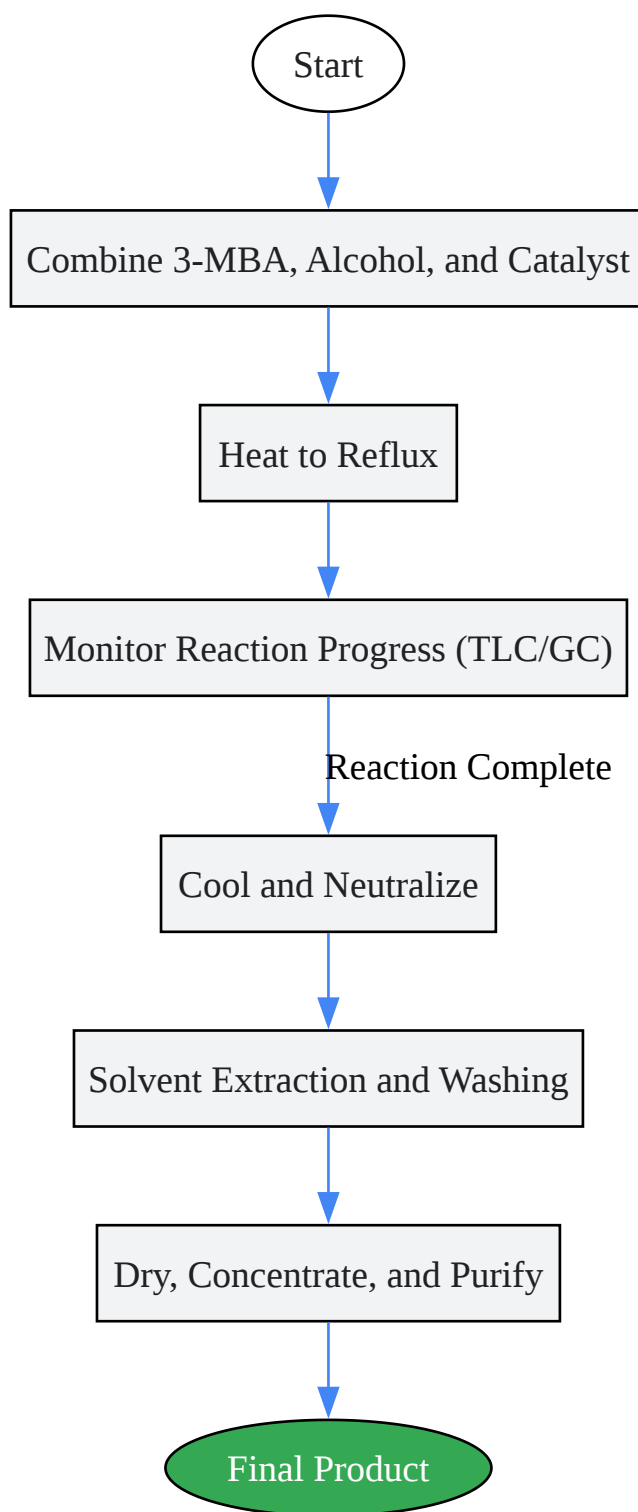 Start
Combine 3-MBA, Alcohol, and Catalyst
Heat to Reflux
Monitor Reaction Progress (TLC/GC)
Reaction Complete
Cool and Neutralize
Solvent Extraction and Washing
Dry, Concentrate, and Purify
Final Product